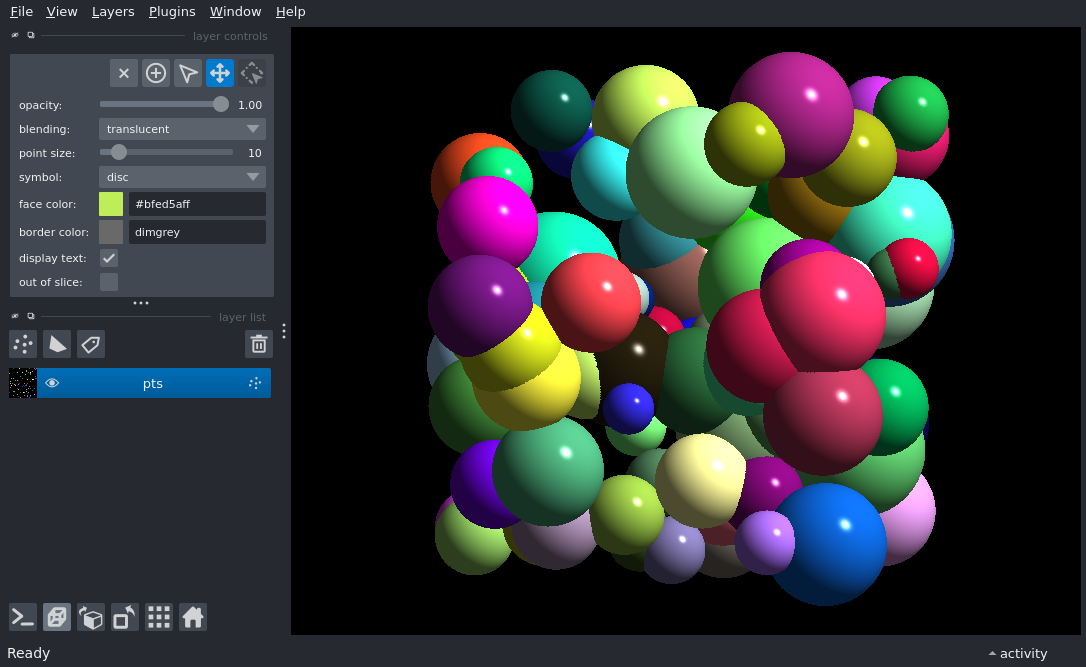 File View Layers Plugins Window Help
layer controls
opacity: 1.00
blending: translucent
point size: 10
symbol: disc
face color: #bfed5aff
border color: dimgrey
display text:
out of slice:
layer list
pts
Ready activity